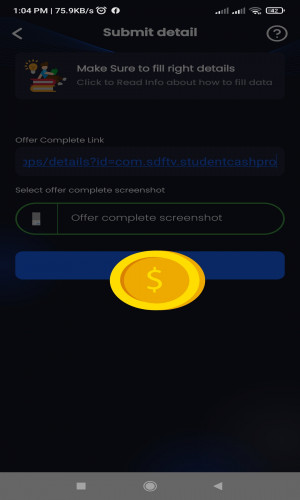 1:04 PM | 75.9KB/s
42
Submit detail
?
Make Sure to fill right details
Click to Read Info about how to fill data
Offer Complete Link
ps/details?id=com.sdftv.studentcashpro
Select offer complete screenshot
Offer complete screenshot
$